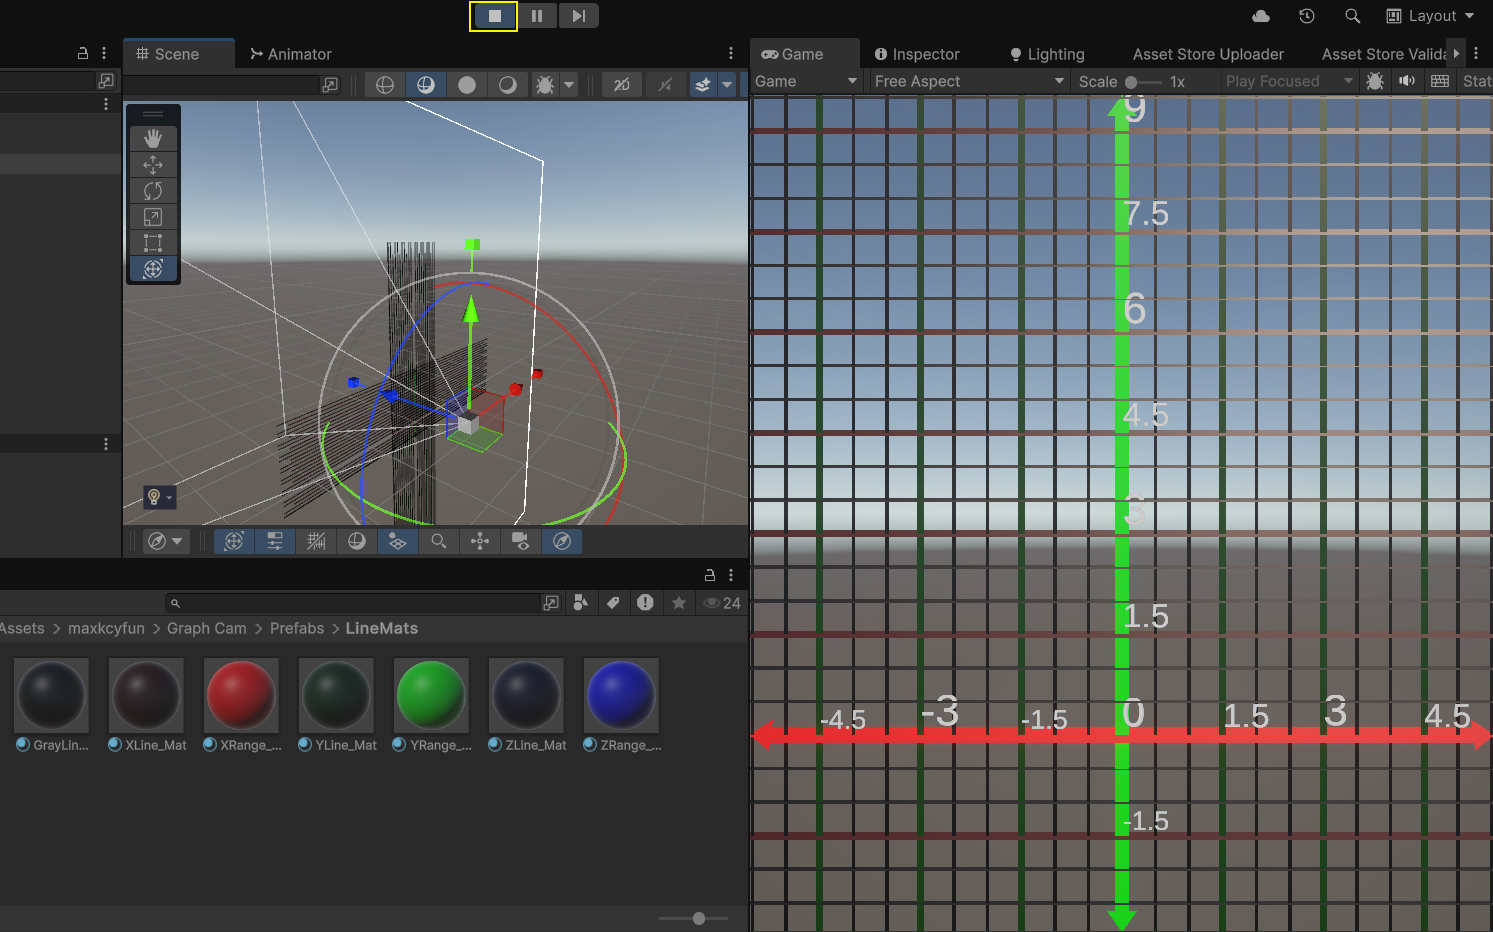 Layout
Scene
Animator
Game
Inspector
Lighting
Asset Store Uploader
Asset Store Valida
2D
Game
Free Aspect
Scale
1x
Play Focused
Stat
9
7.5
6
4.5
3
1.5
-4.5
-3
-1.5
0
1.5
3
4.5
-1.5
24
Assets > maxkcyfun > Graph Cam > Prefabs > LineMats
GrayLin...
XLine_Mat
XRange_...
YLine_Mat
YRange_...
ZLine_Mat
ZRange_...